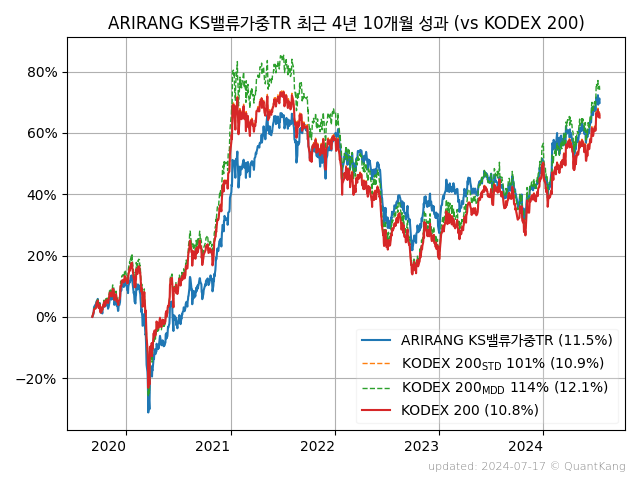 ARIRANG KS밸류가중TR 최근 4년 10개월 성과 (vs KODEX 200)
80%
60%
40%
20%
0%
−20%
ARIRANG KS밸류가중TR (11.5%)
KODEX 200STD 101% (10.9%)
KODEX 200MDD 114% (12.1%)
KODEX 200 (10.8%)
2020 2021 2022 2023 2024
updated: 2024-07-17 © QuantKang